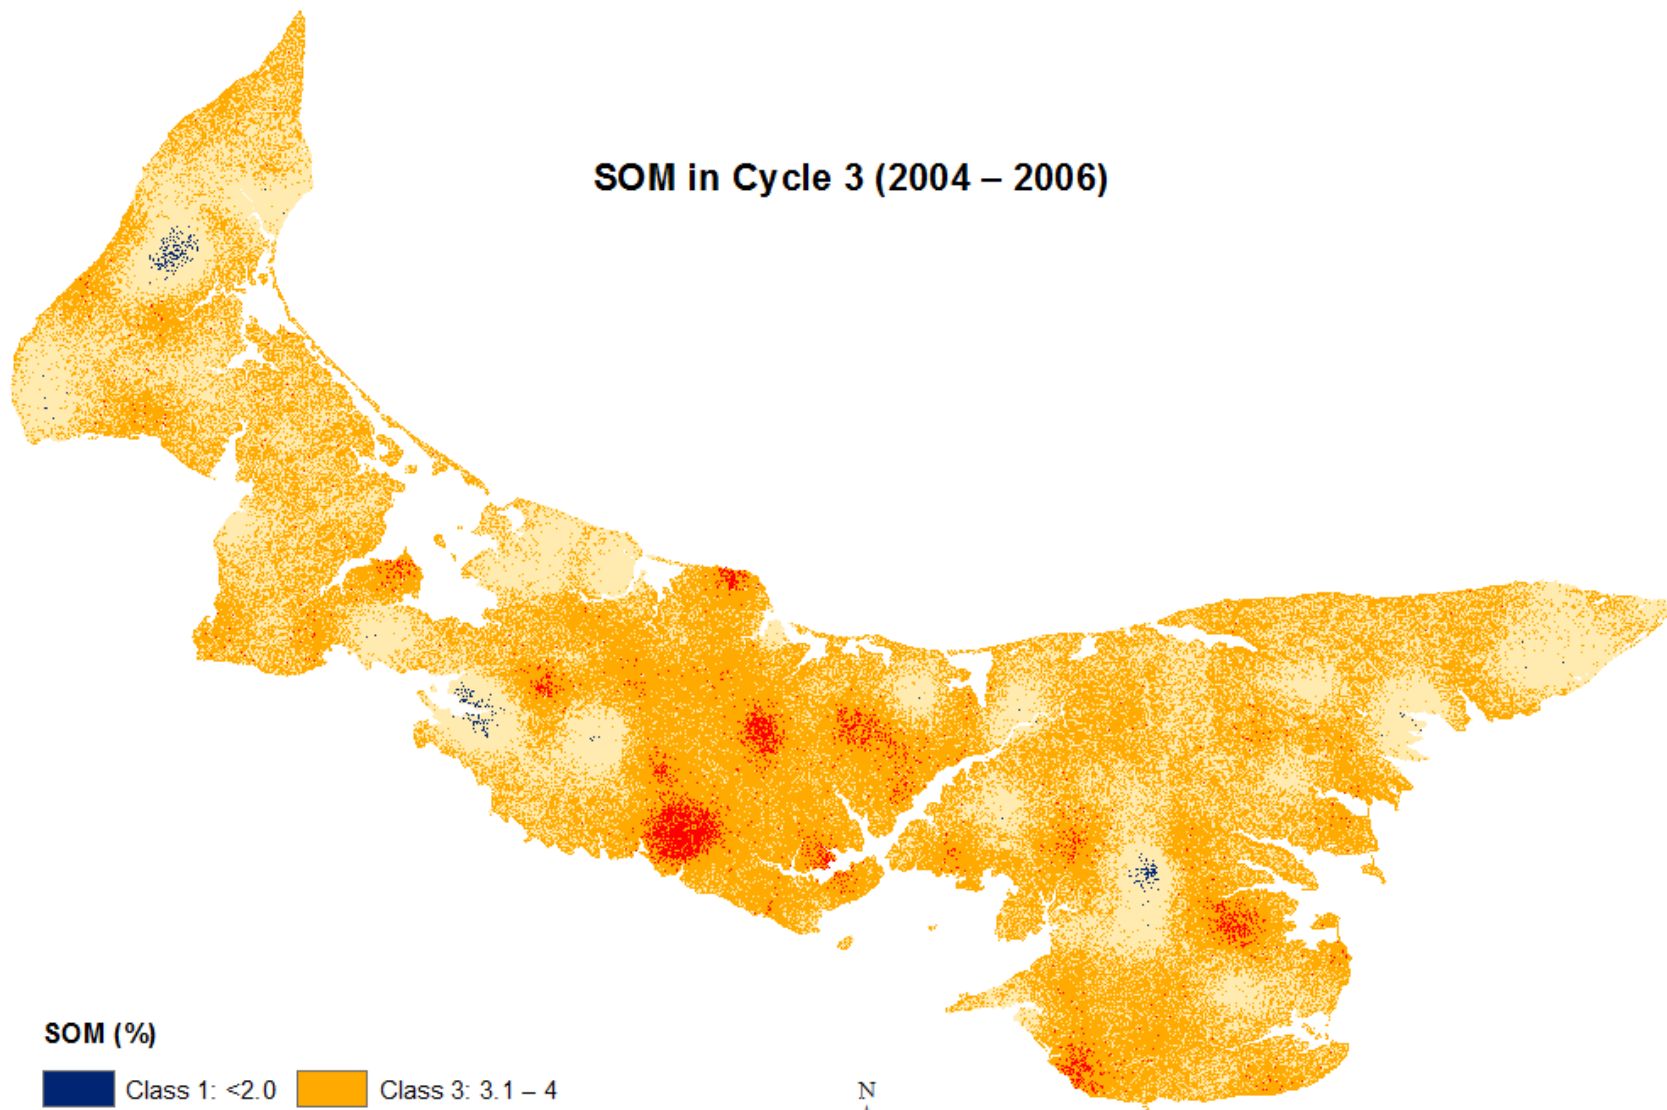 SOM in Cycle 3 (2004 – 2006)
SOM (%)
Class 1: <2.0 Class 3: 3.1 – 4
N